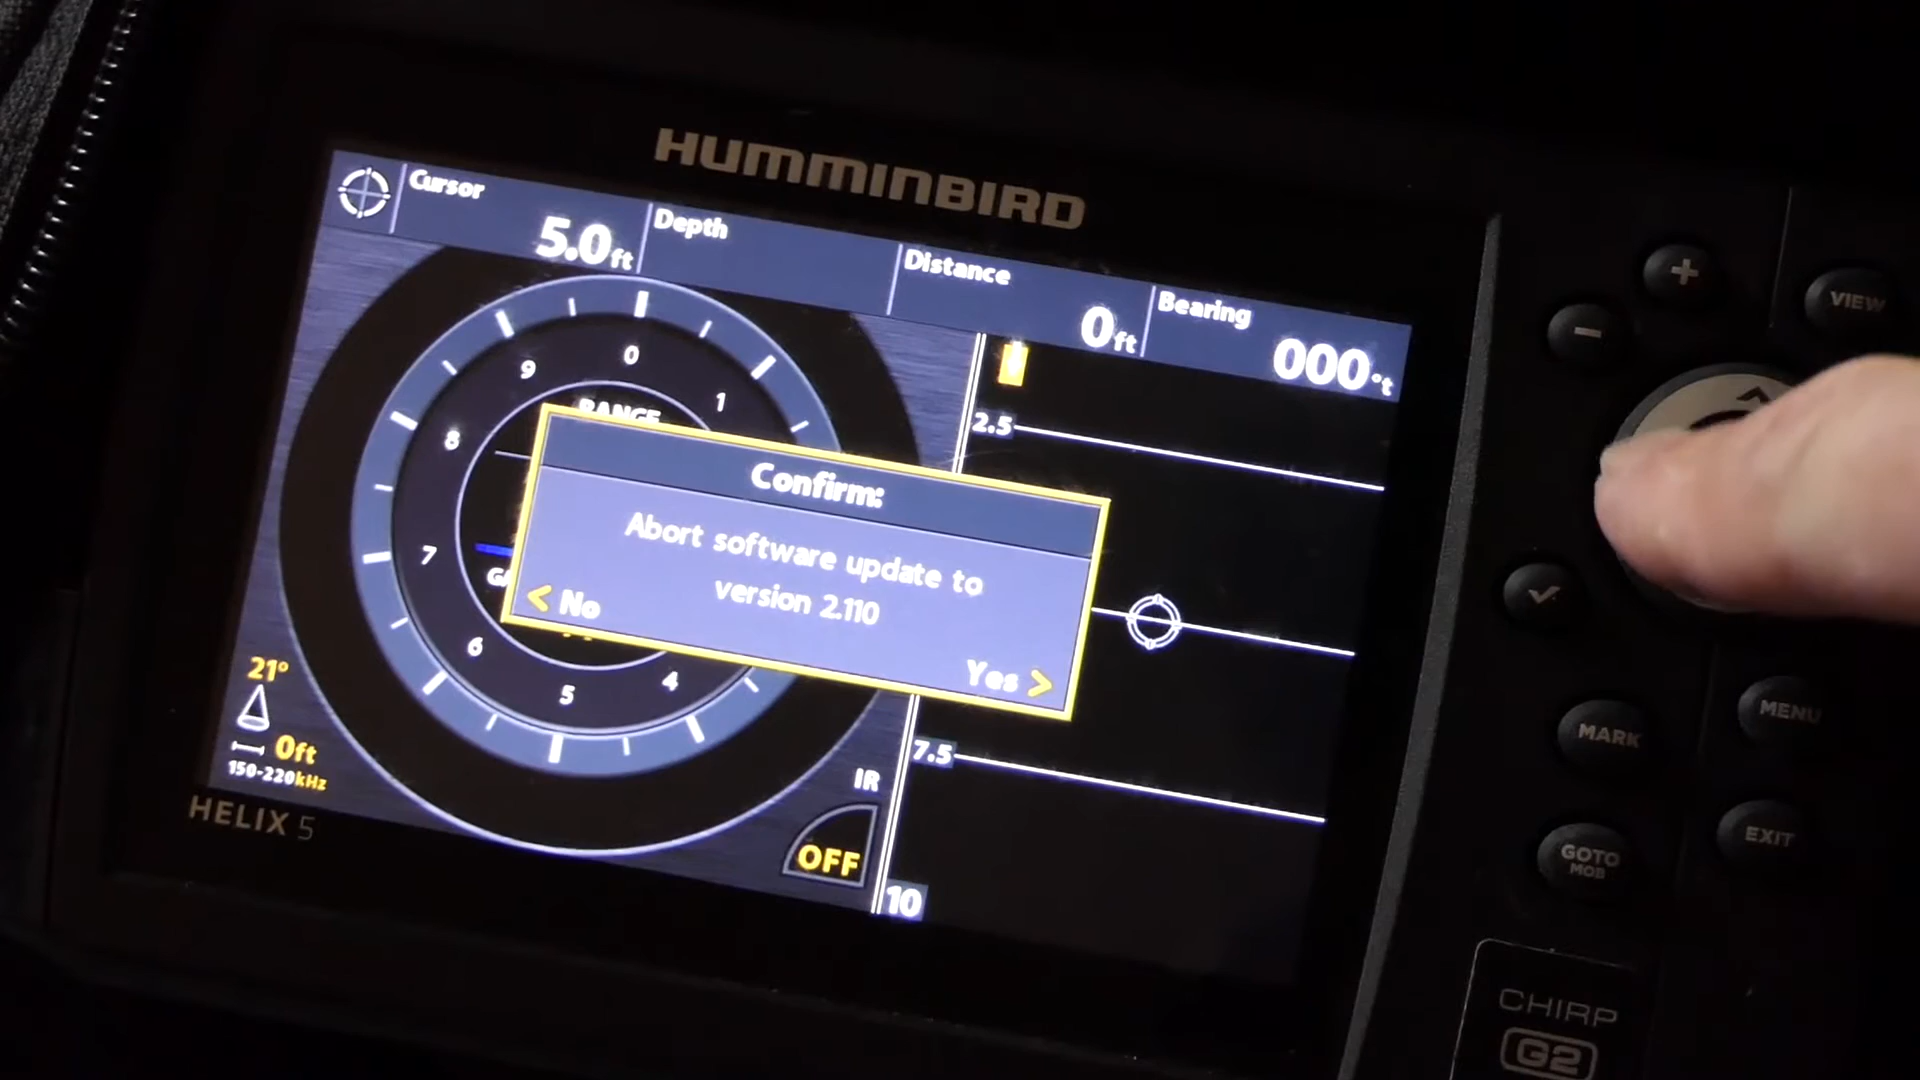 HUMMINBIRD
Cursor
5.0ft
Depth
Distance
0ft
Bearing
000°t
+
VIEW
-
0
9
1
RANGE
8
2.5
Confirm:
Abort software update to
version 2.110
< No
Yes >
7
6
5
4
21°
0ft
150-220kHz
IR
OFF
7.5
10
MARK
MENU
GOTO
MOB
EXIT
HELIX 5
CHIRP
G2